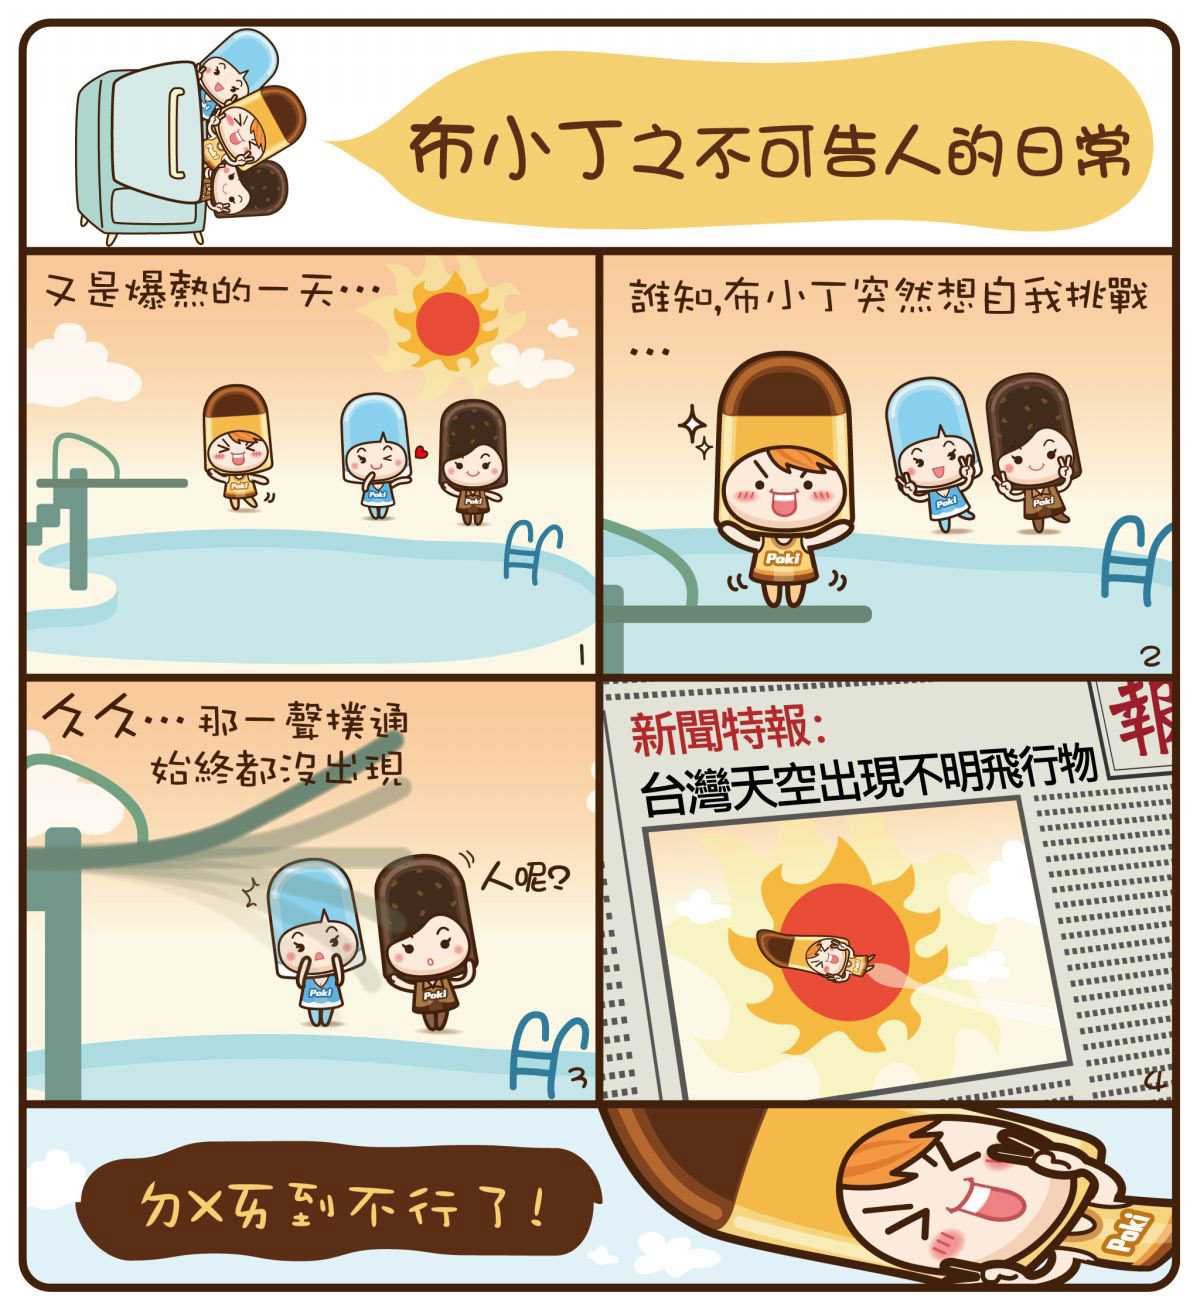 布小丁之不可告人的日常
又是爆熱的一天…
Poki
Poki
Poki
1
誰知,布小丁突然想自我挑戰
…
Poki
Poki
Poki
2
久久…那一聲撲通
始終都沒出現
人呢?
Poki
Poki
3
報
新聞特報：
台灣天空出現不明飛行物
4
ㄉㄨㄞ到不行了!
Poki